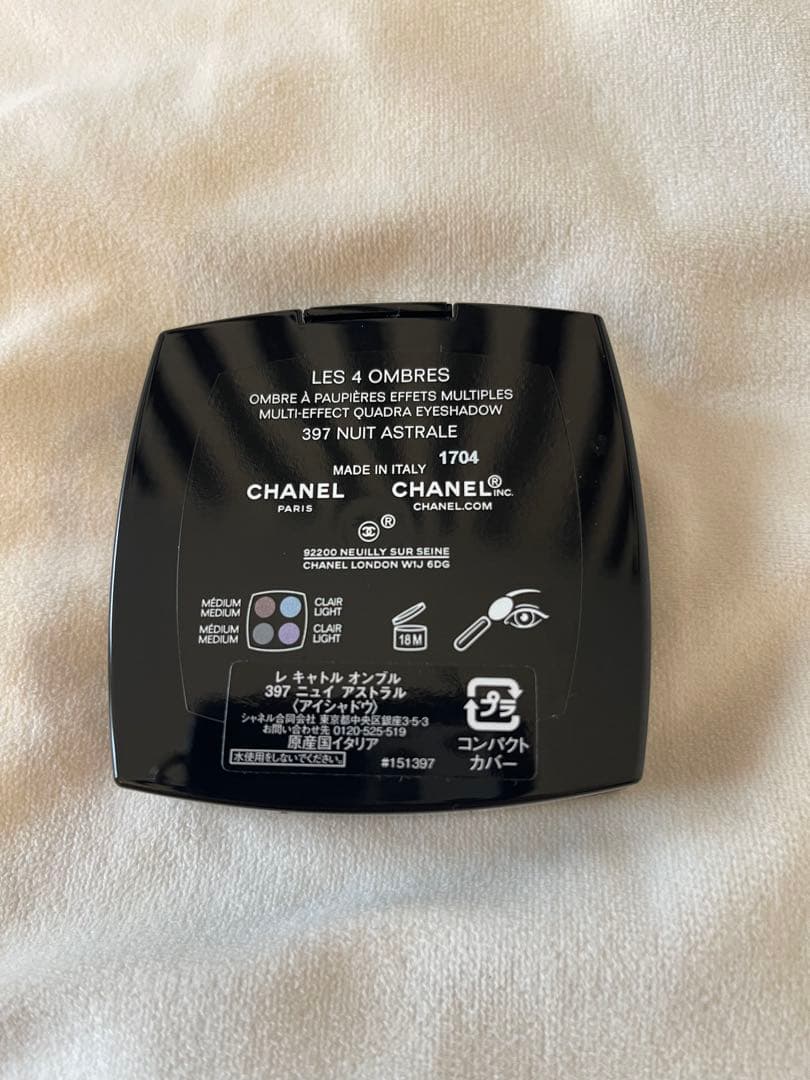 LES 4 OMBRES
OMBRE À PAUPIÈRES EFFETS MULTIPLES
MULTI-EFFECT QUADRA EYESHADOW
397 NUIT ASTRALE
MADE IN ITALY 1704
CHANEL CHANEL® INC.
PARIS CHANEL.COM
®
92200 NEUILLY SUR SEINE
CHANEL LONDON W1J 6DG
MÉDIUM CLAIR
MEDIUM LIGHT
MÉDIUM CLAIR
MEDIUM LIGHT
18 M
レ キャトル オンブル
397 ニュイ アストラル
〈アイシャドウ〉
シャネル合同会社 東京都中央区銀座3-5-3
お問い合わせ先 0120-525-519
原産国イタリア
水使用をしないでください。 #151397
プラ
コンパクト
カバー